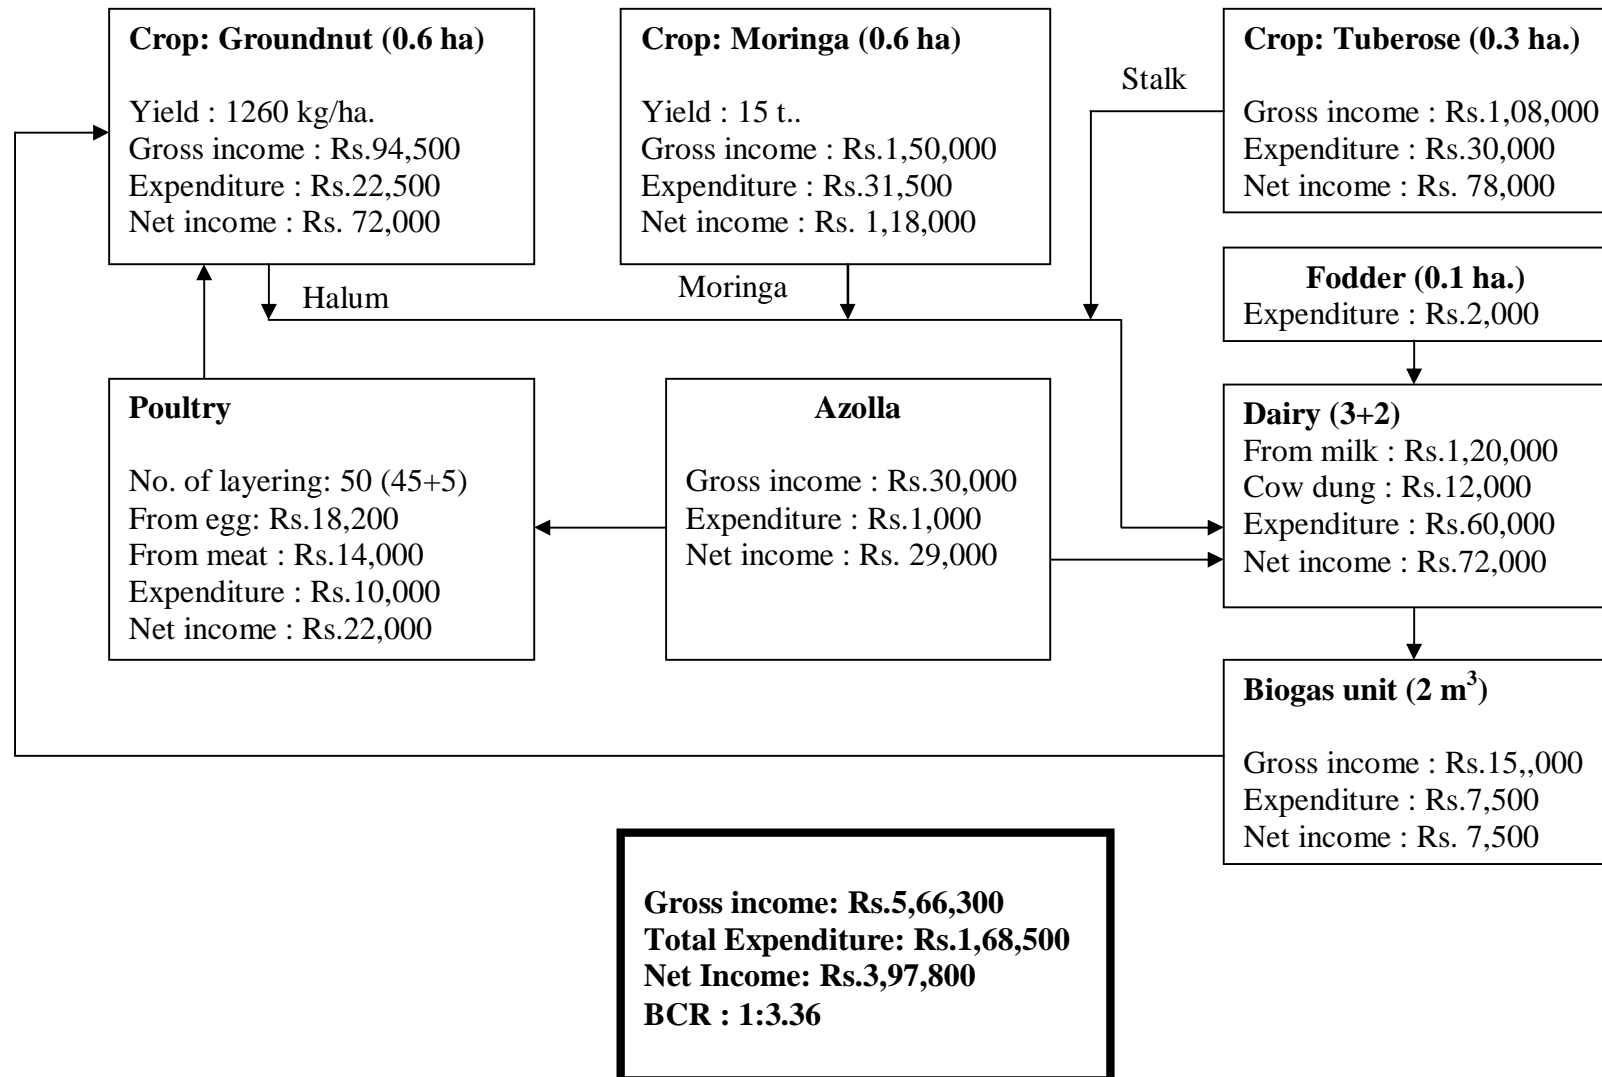 Crop: Groundnut (0.6 ha)
Yield : 1260 kg/ha.
Gross income : Rs.94,500
Expenditure : Rs.22,500
Net income : Rs. 72,000
Crop: Moringa (0.6 ha)
Yield : 15 t..
Gross income : Rs.1,50,000
Expenditure : Rs.31,500
Net income : Rs. 1,18,000
Stalk
Crop: Tuberose (0.3 ha.)
Gross income : Rs.1,08,000
Expenditure : Rs.30,000
Net income : Rs. 78,000
Halum
Moringa
Fodder (0.1 ha.)
Expenditure : Rs.2,000
Poultry
No. of layering: 50 (45+5)
From egg: Rs.18,200
From meat : Rs.14,000
Expenditure : Rs.10,000
Net income : Rs.22,000
Azolla
Gross income : Rs.30,000
Expenditure : Rs.1,000
Net income : Rs. 29,000
Dairy (3+2)
From milk : Rs.1,20,000
Cow dung : Rs.12,000
Expenditure : Rs.60,000
Net income : Rs.72,000
Biogas unit (2 m³)
Gross income : Rs.15,,000
Expenditure : Rs.7,500
Net income : Rs. 7,500
Gross income: Rs.5,66,300
Total Expenditure: Rs.1,68,500
Net Income: Rs.3,97,800
BCR : 1:3.36